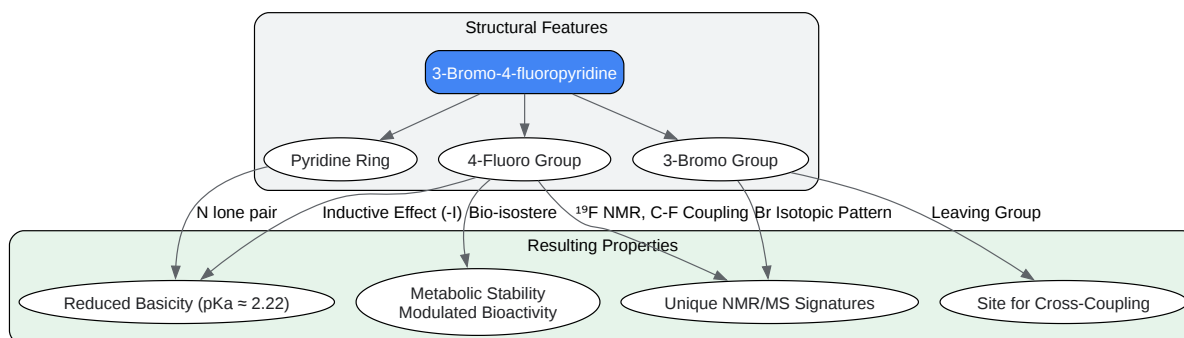 Structural Features
3-Bromo-4-fluoropyridine
Pyridine Ring
4-Fluoro Group
3-Bromo Group
N lone pair
Inductive Effect (-I)
Bio-isostere
¹⁹F NMR, C-F Coupling
Br Isotopic Pattern
Leaving Group
Resulting Properties
Reduced Basicity (pKa ≈ 2.22)
Metabolic Stability
Modulated Bioactivity
Unique NMR/MS Signatures
Site for Cross-Coupling